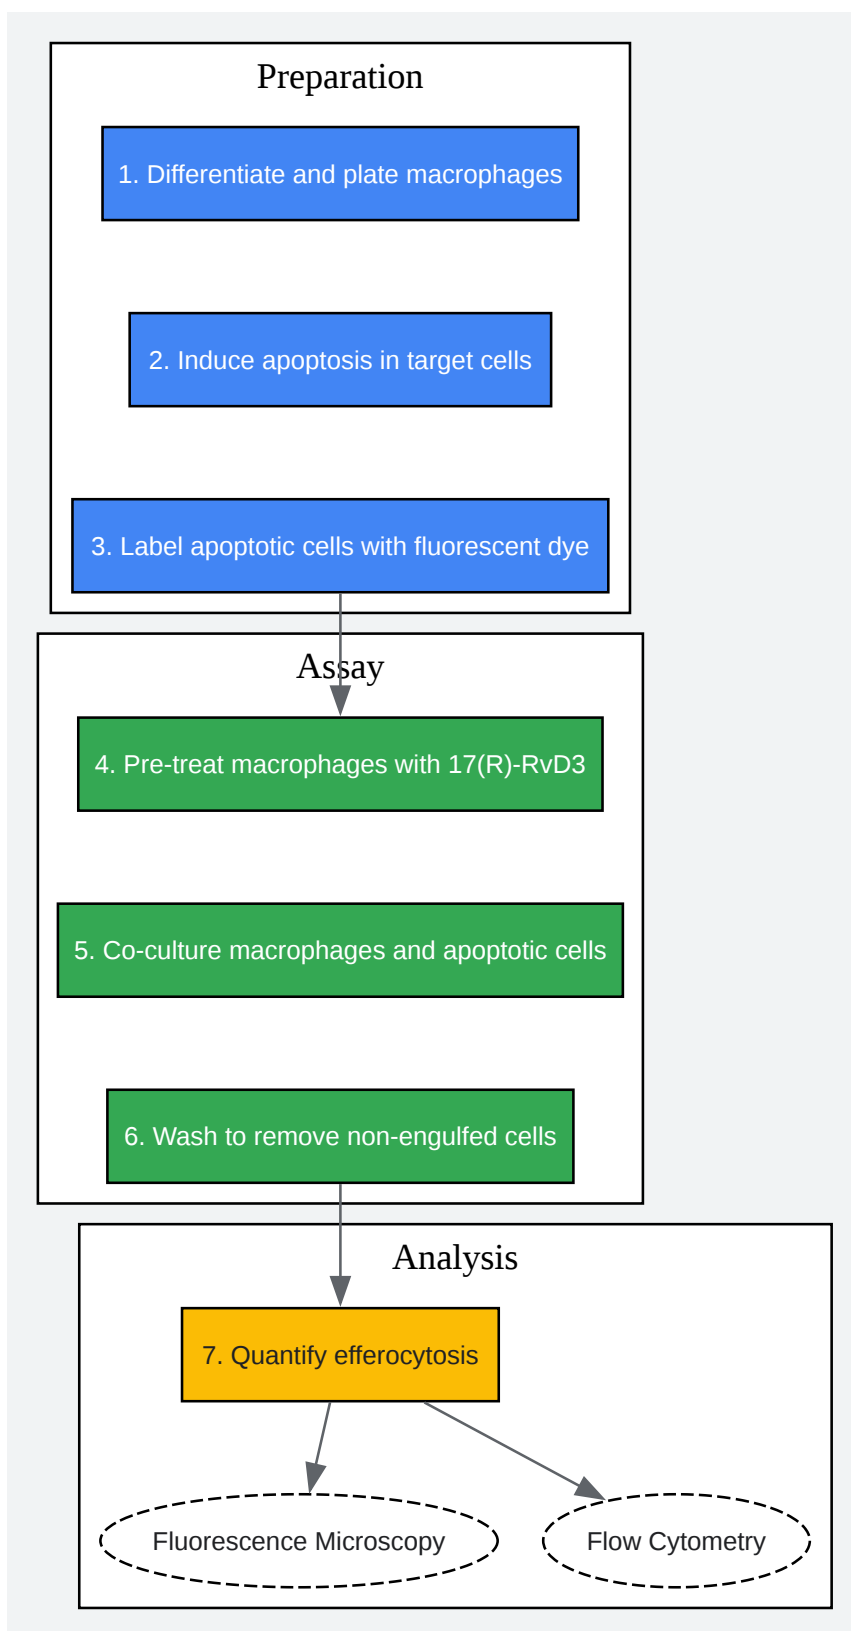 Preparation
1. Differentiate and plate macrophages
2. Induce apoptosis in target cells
3. Label apoptotic cells with fluorescent dye
Assay
4. Pre-treat macrophages with 17(R)-RvD3
5. Co-culture macrophages and apoptotic cells
6. Wash to remove non-engulfed cells
Analysis
7. Quantify efferocytosis
Fluorescence Microscopy
Flow Cytometry